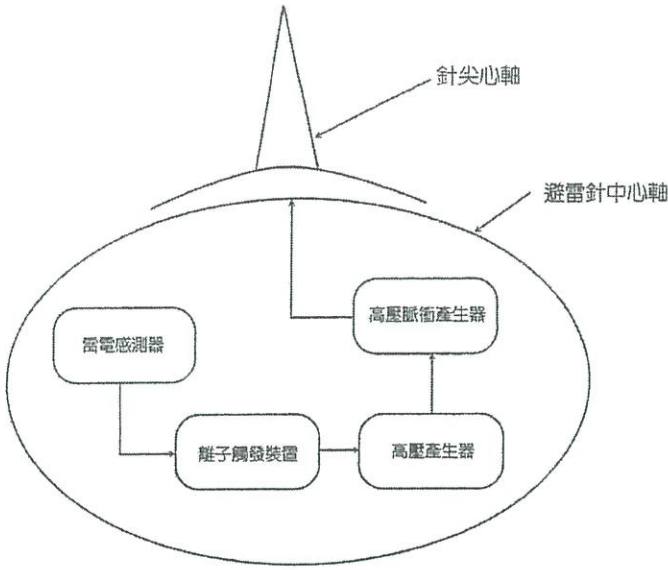 針尖心軸
避雷針中心軸
高壓脈衝產生器
雷電感測器
離子觸發裝置
高壓產生器